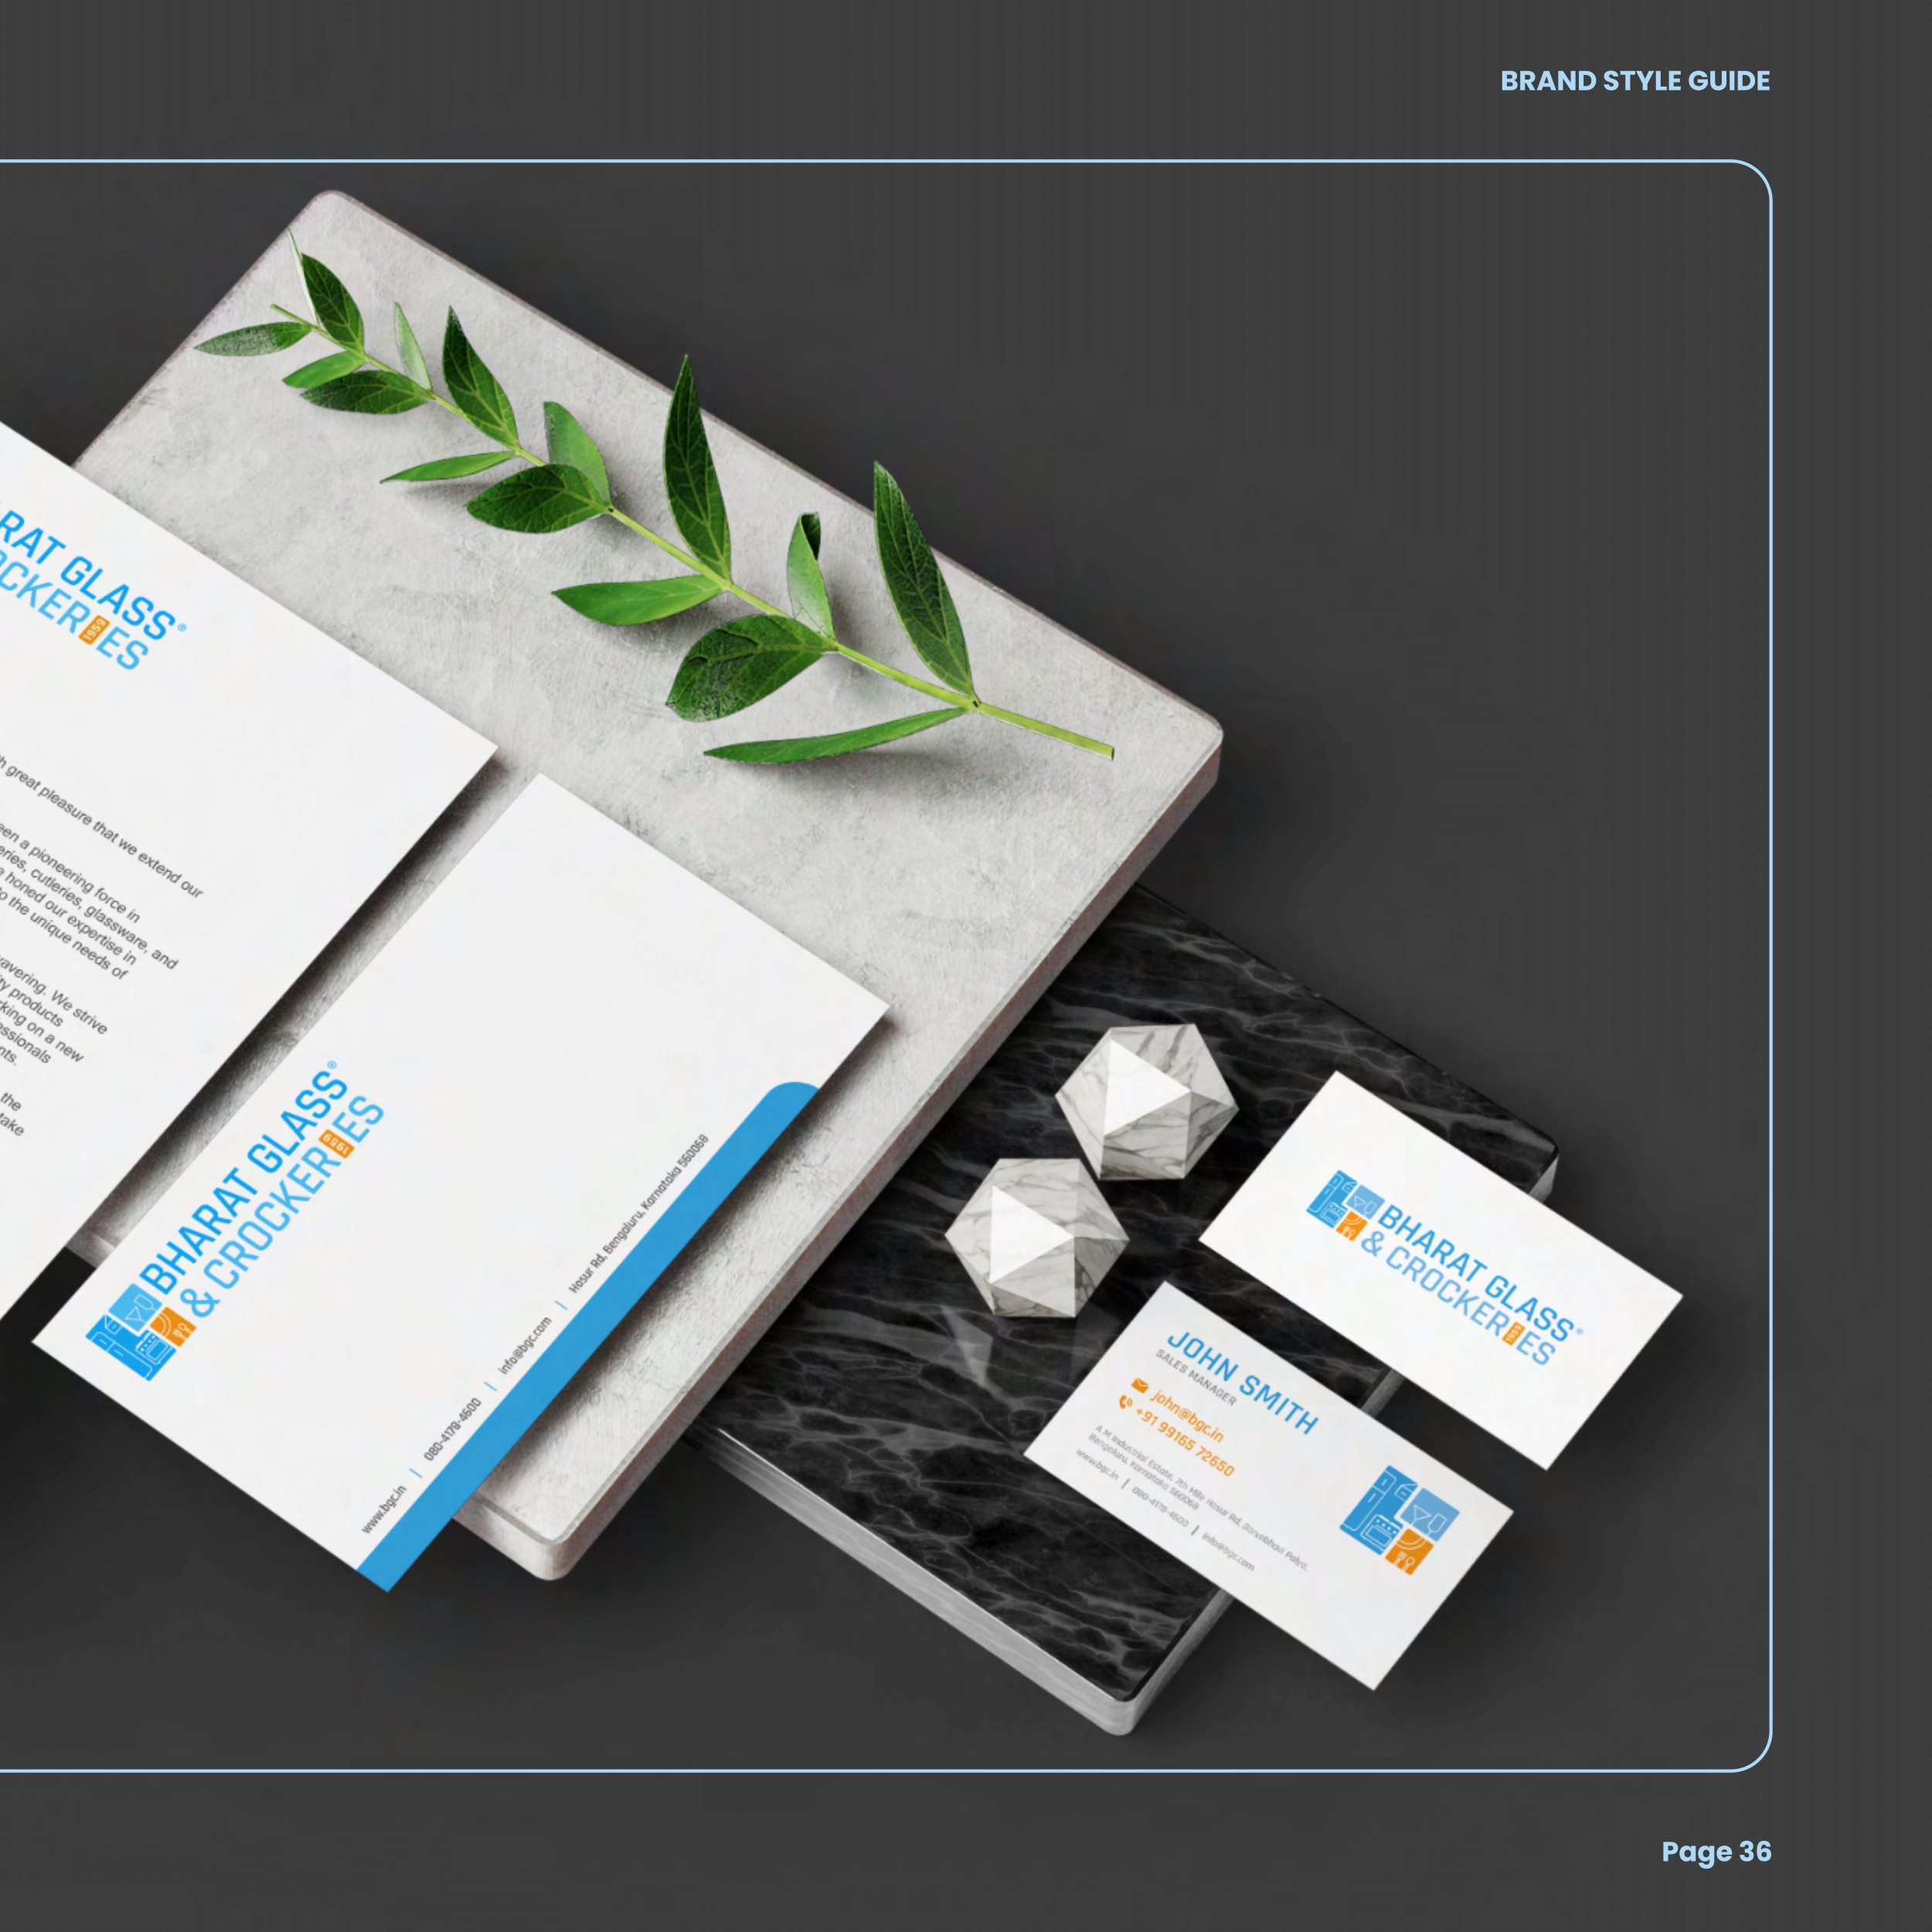 BRAND STYLE GUIDE
RAT GLASS®
OCKERIES
1959
h great pleasure that we extend our
een a pioneering force in
eries, cutleries, glassware, and
honed our expertise in
o the unique needs of
avering. We strive
ty products
rking on a new
essionals
nts.
the
take
BHARAT GLASS®
& CROCKERIES
1959
www.bgc.in | 080-4178-4600 | info@bgc.com | Hosur Rd, Bengaluru, Karnataka 560068
BHARAT GLASS®
& CROCKERIES
1959
JOHN SMITH
SALES MANAGER
john@bgc.in
+91 99165 72650
A M Industrial Estate, 7th Mile Hosur Rd, Garvebhavi Palya,
Bengaluru, Karnataka 560068
www.bgc.in | 080-4178-4600 | info@bgc.com
Page 36